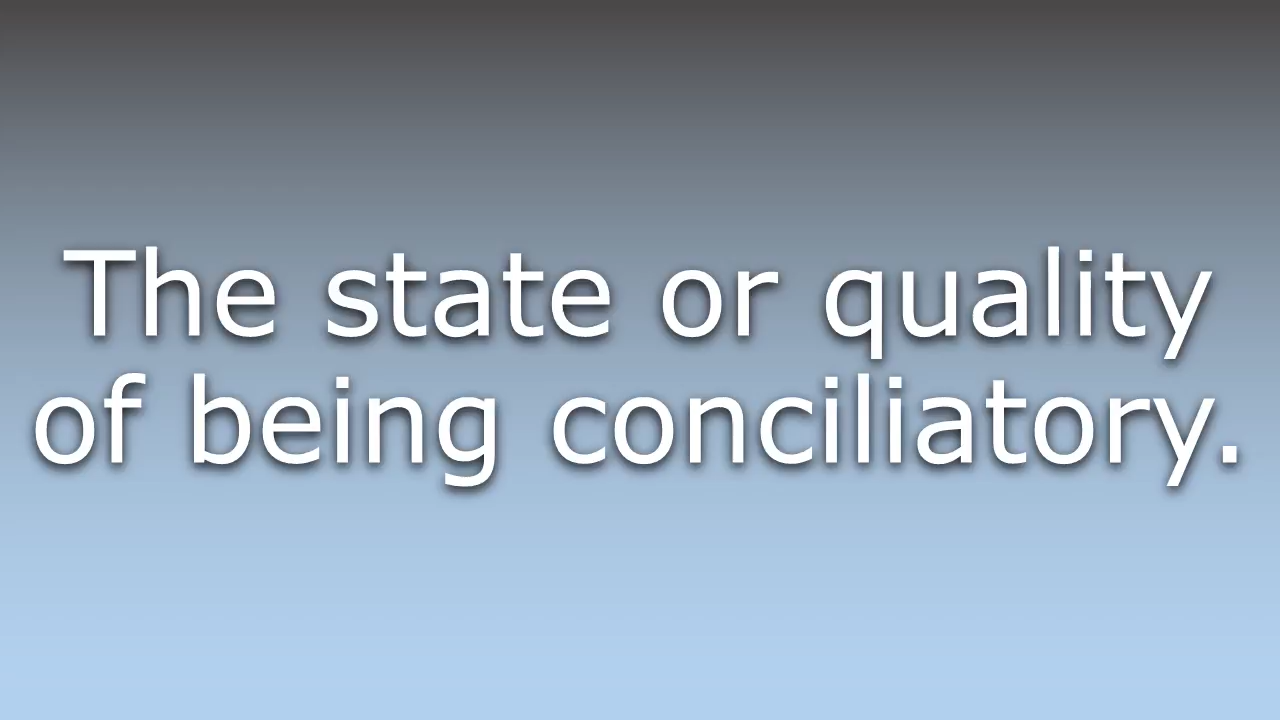 The state or quality
of being conciliatory.